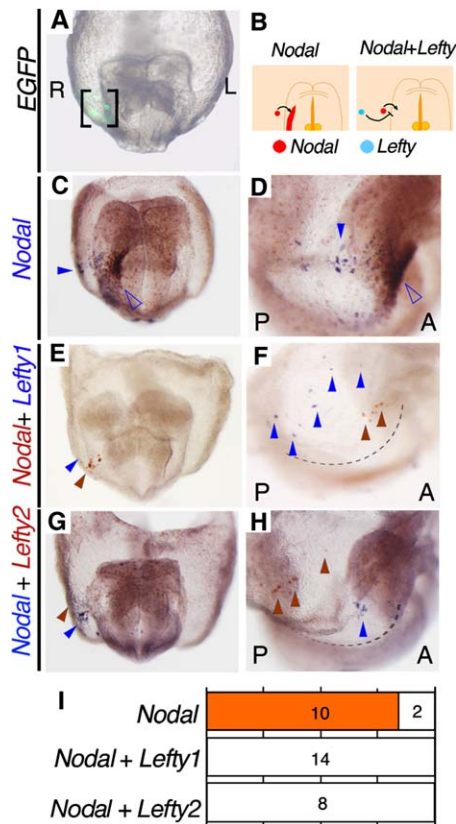 A
B
EGFP
R
L
Nodal
Nodal+Lefty
Nodal
Lefty
C
D
Nodal
P
A
E
F
Nodal+ Lefty1
P
A
G
H
Nodal + Lefty2
P
A
I
Nodal
10
2
Nodal + Lefty1
14
Nodal + Lefty2
8